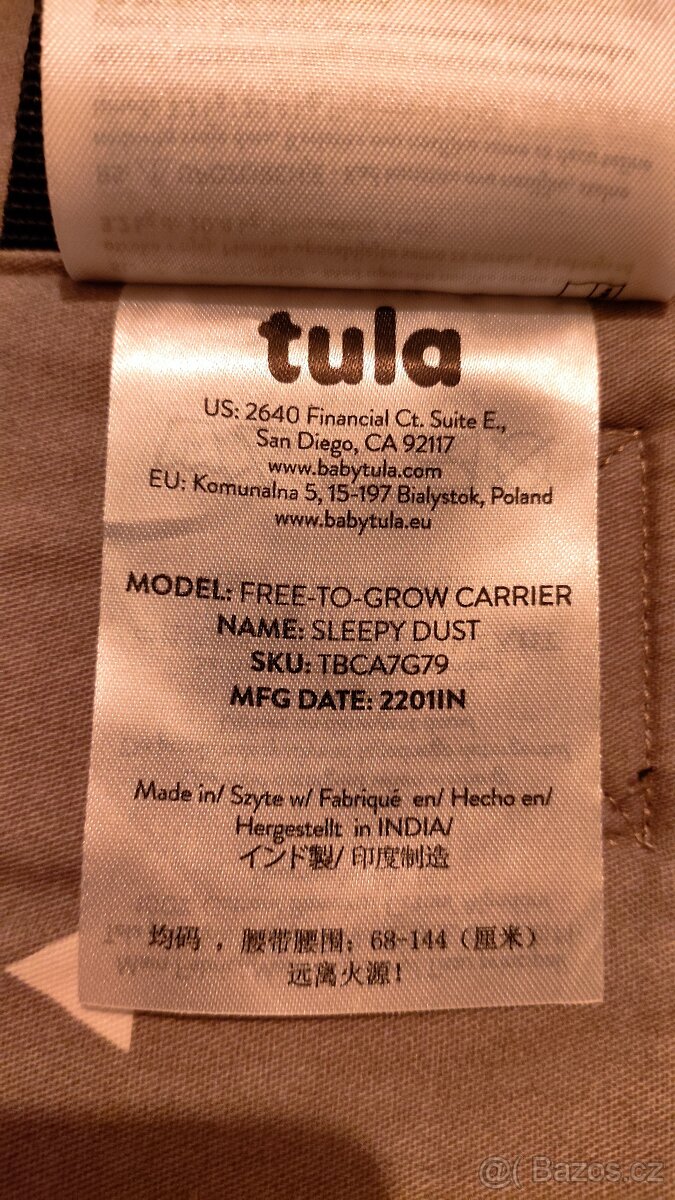 tula
US: 2640 Financial Ct. Suite E.,
San Diego, CA 92117
www.babytula.com
EU: Komunalna 5, 15-197 Bialystok, Poland
www.babytula.eu
MODEL: FREE-TO-GROW CARRIER
NAME: SLEEPY DUST
SKU: TBCA7G79
MFG DATE: 2201IN
Made in/ Szyte w/ Fabriqué en/ Hecho en/
Hergestellt in INDIA/
インド製/ 印度制造
均码，腰带腰围：68-144（厘米）
远离火源！
@( Bazos.cz